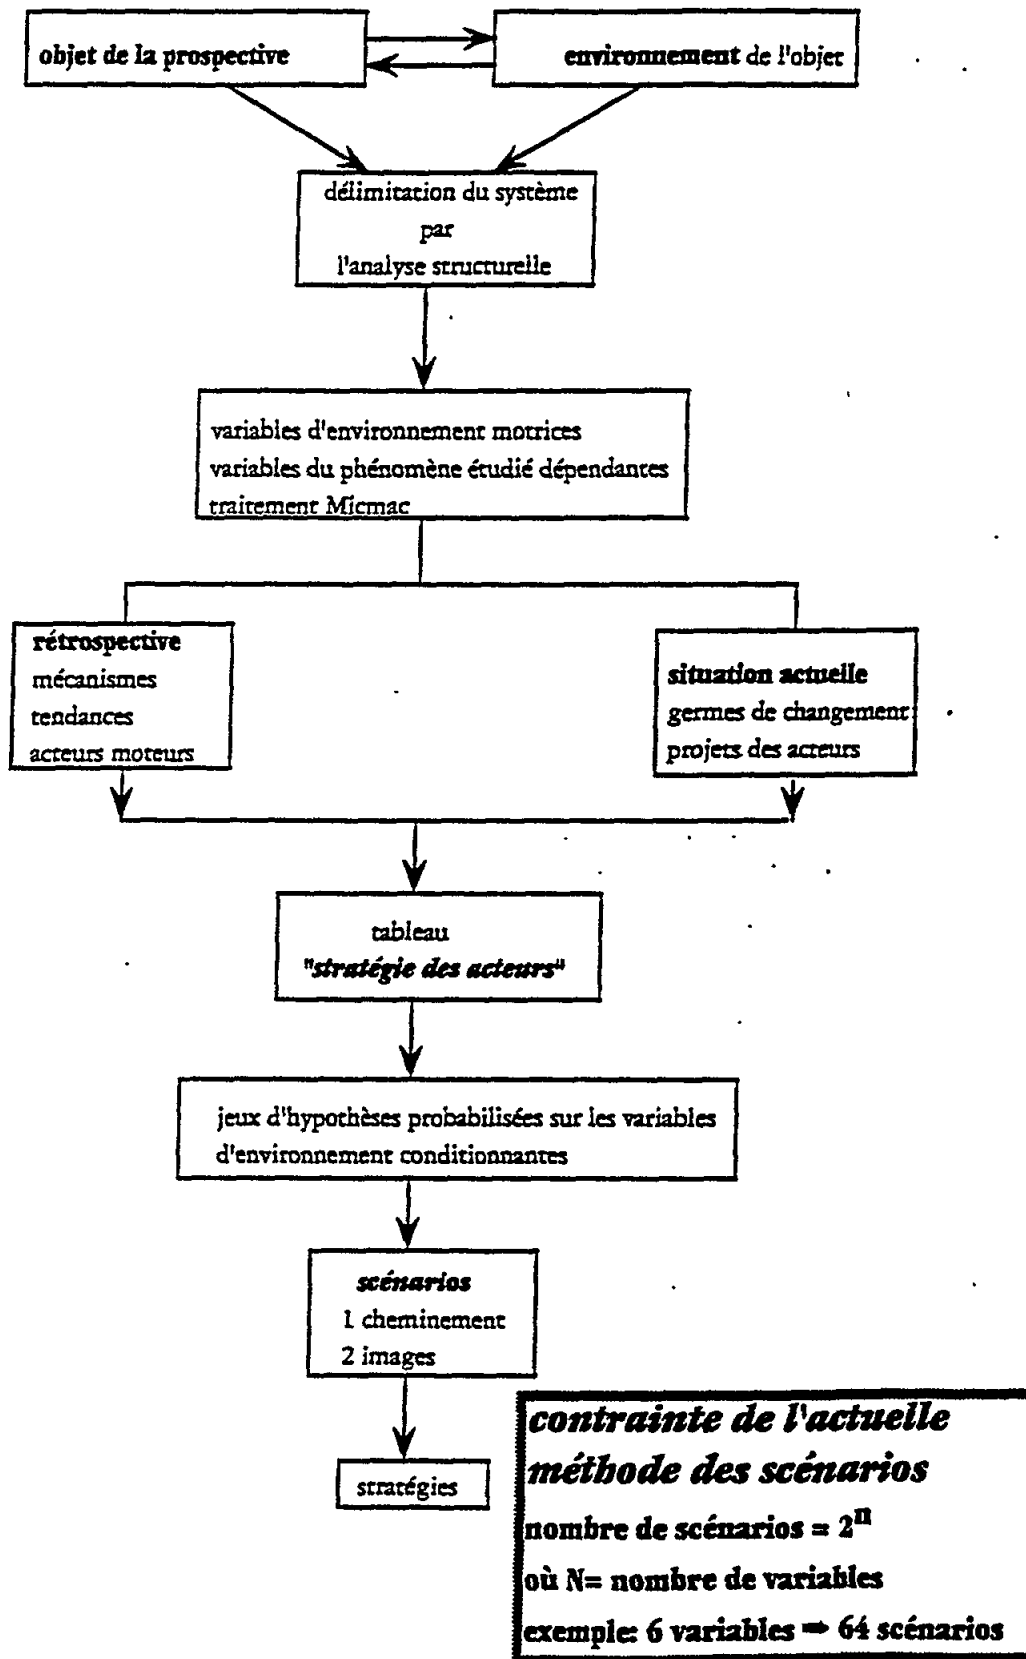 objet de la prospective
environnement de l'objet
délimitation du système
par
l'analyse structurelle
variables d'environnement motrices
variables du phénomène étudié dépendantes
traitement Micmac
rétrospective
mécanismes
tendances
acteurs moteurs
situation actuelle
germes de changement
projets des acteurs
tableau
"stratégie des acteurs"
jeux d'hypothèses probabilisées sur les variables
d'environnement conditionnantes
scénarios
1 cheminement
2 images
stratégies
contrainte de l'actuelle
méthode des scénarios
nombre de scénarios = 2ⁿ
où N= nombre de variables
exemple: 6 variables ➡ 64 scénarios